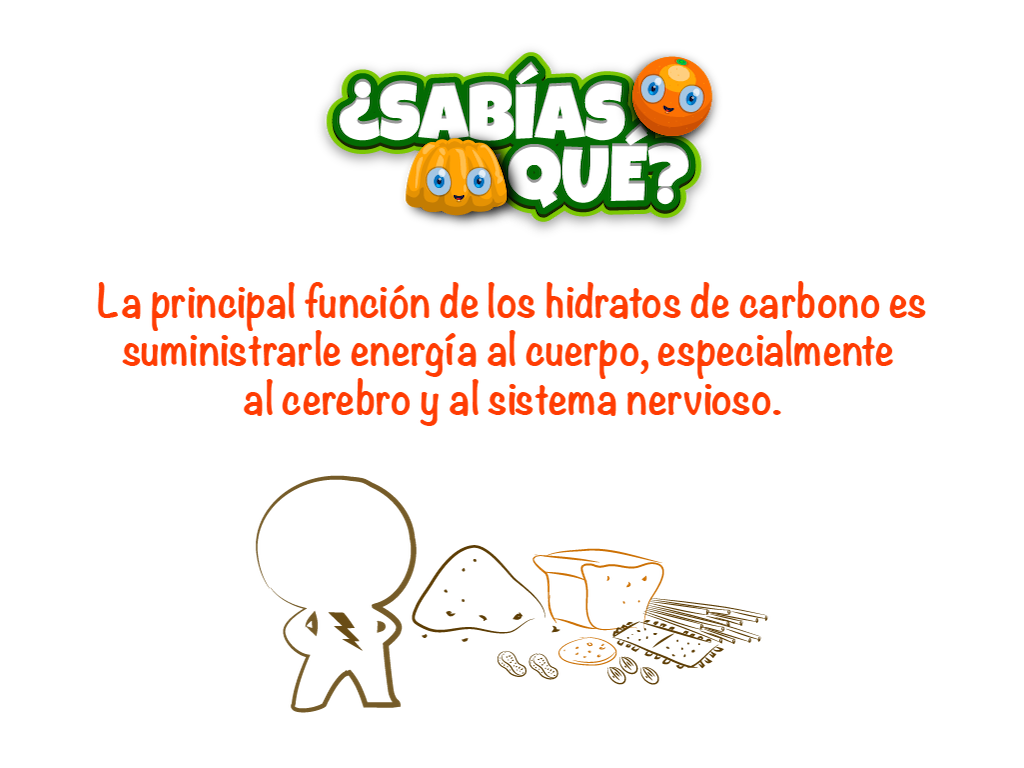 ¿SABÍAS
QUÉ?
La principal función de los hidratos de carbono es
suministrarle energía al cuerpo, especialmente
al cerebro y al sistema nervioso.